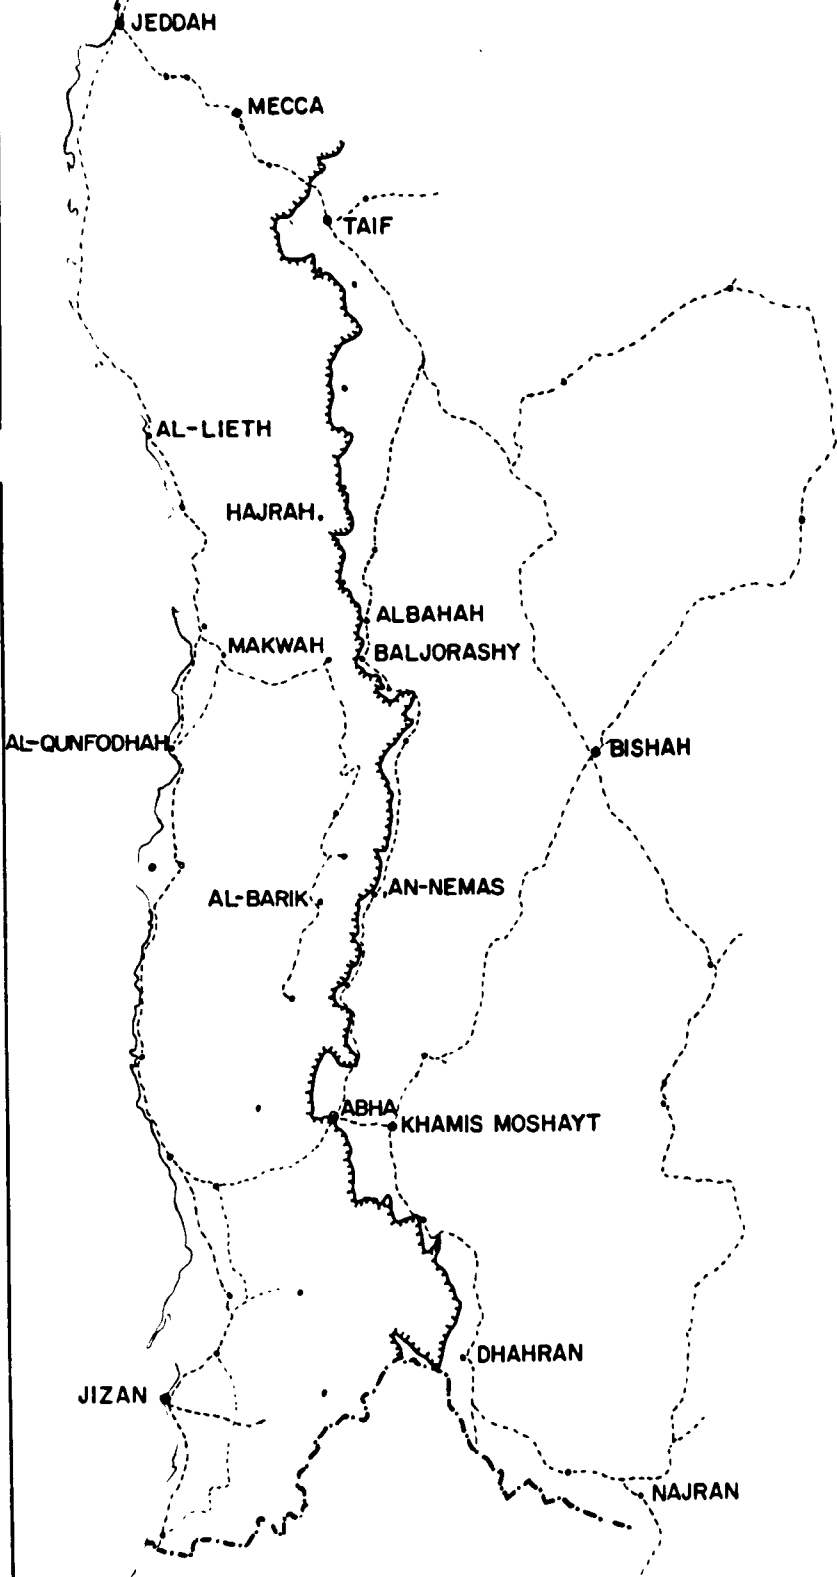 JEDDAH
MECCA
TAIF
AL-LIETH
HAJRAH
ALBAHAH
MAKWAH
BALJORASHY
AL-QUNFODHAH
BISHAH
AN-NEMAS
AL-BARIK
ABHA
KHAMIS MOSHAYT
DHAHRAN
JIZAN
NAJRAN